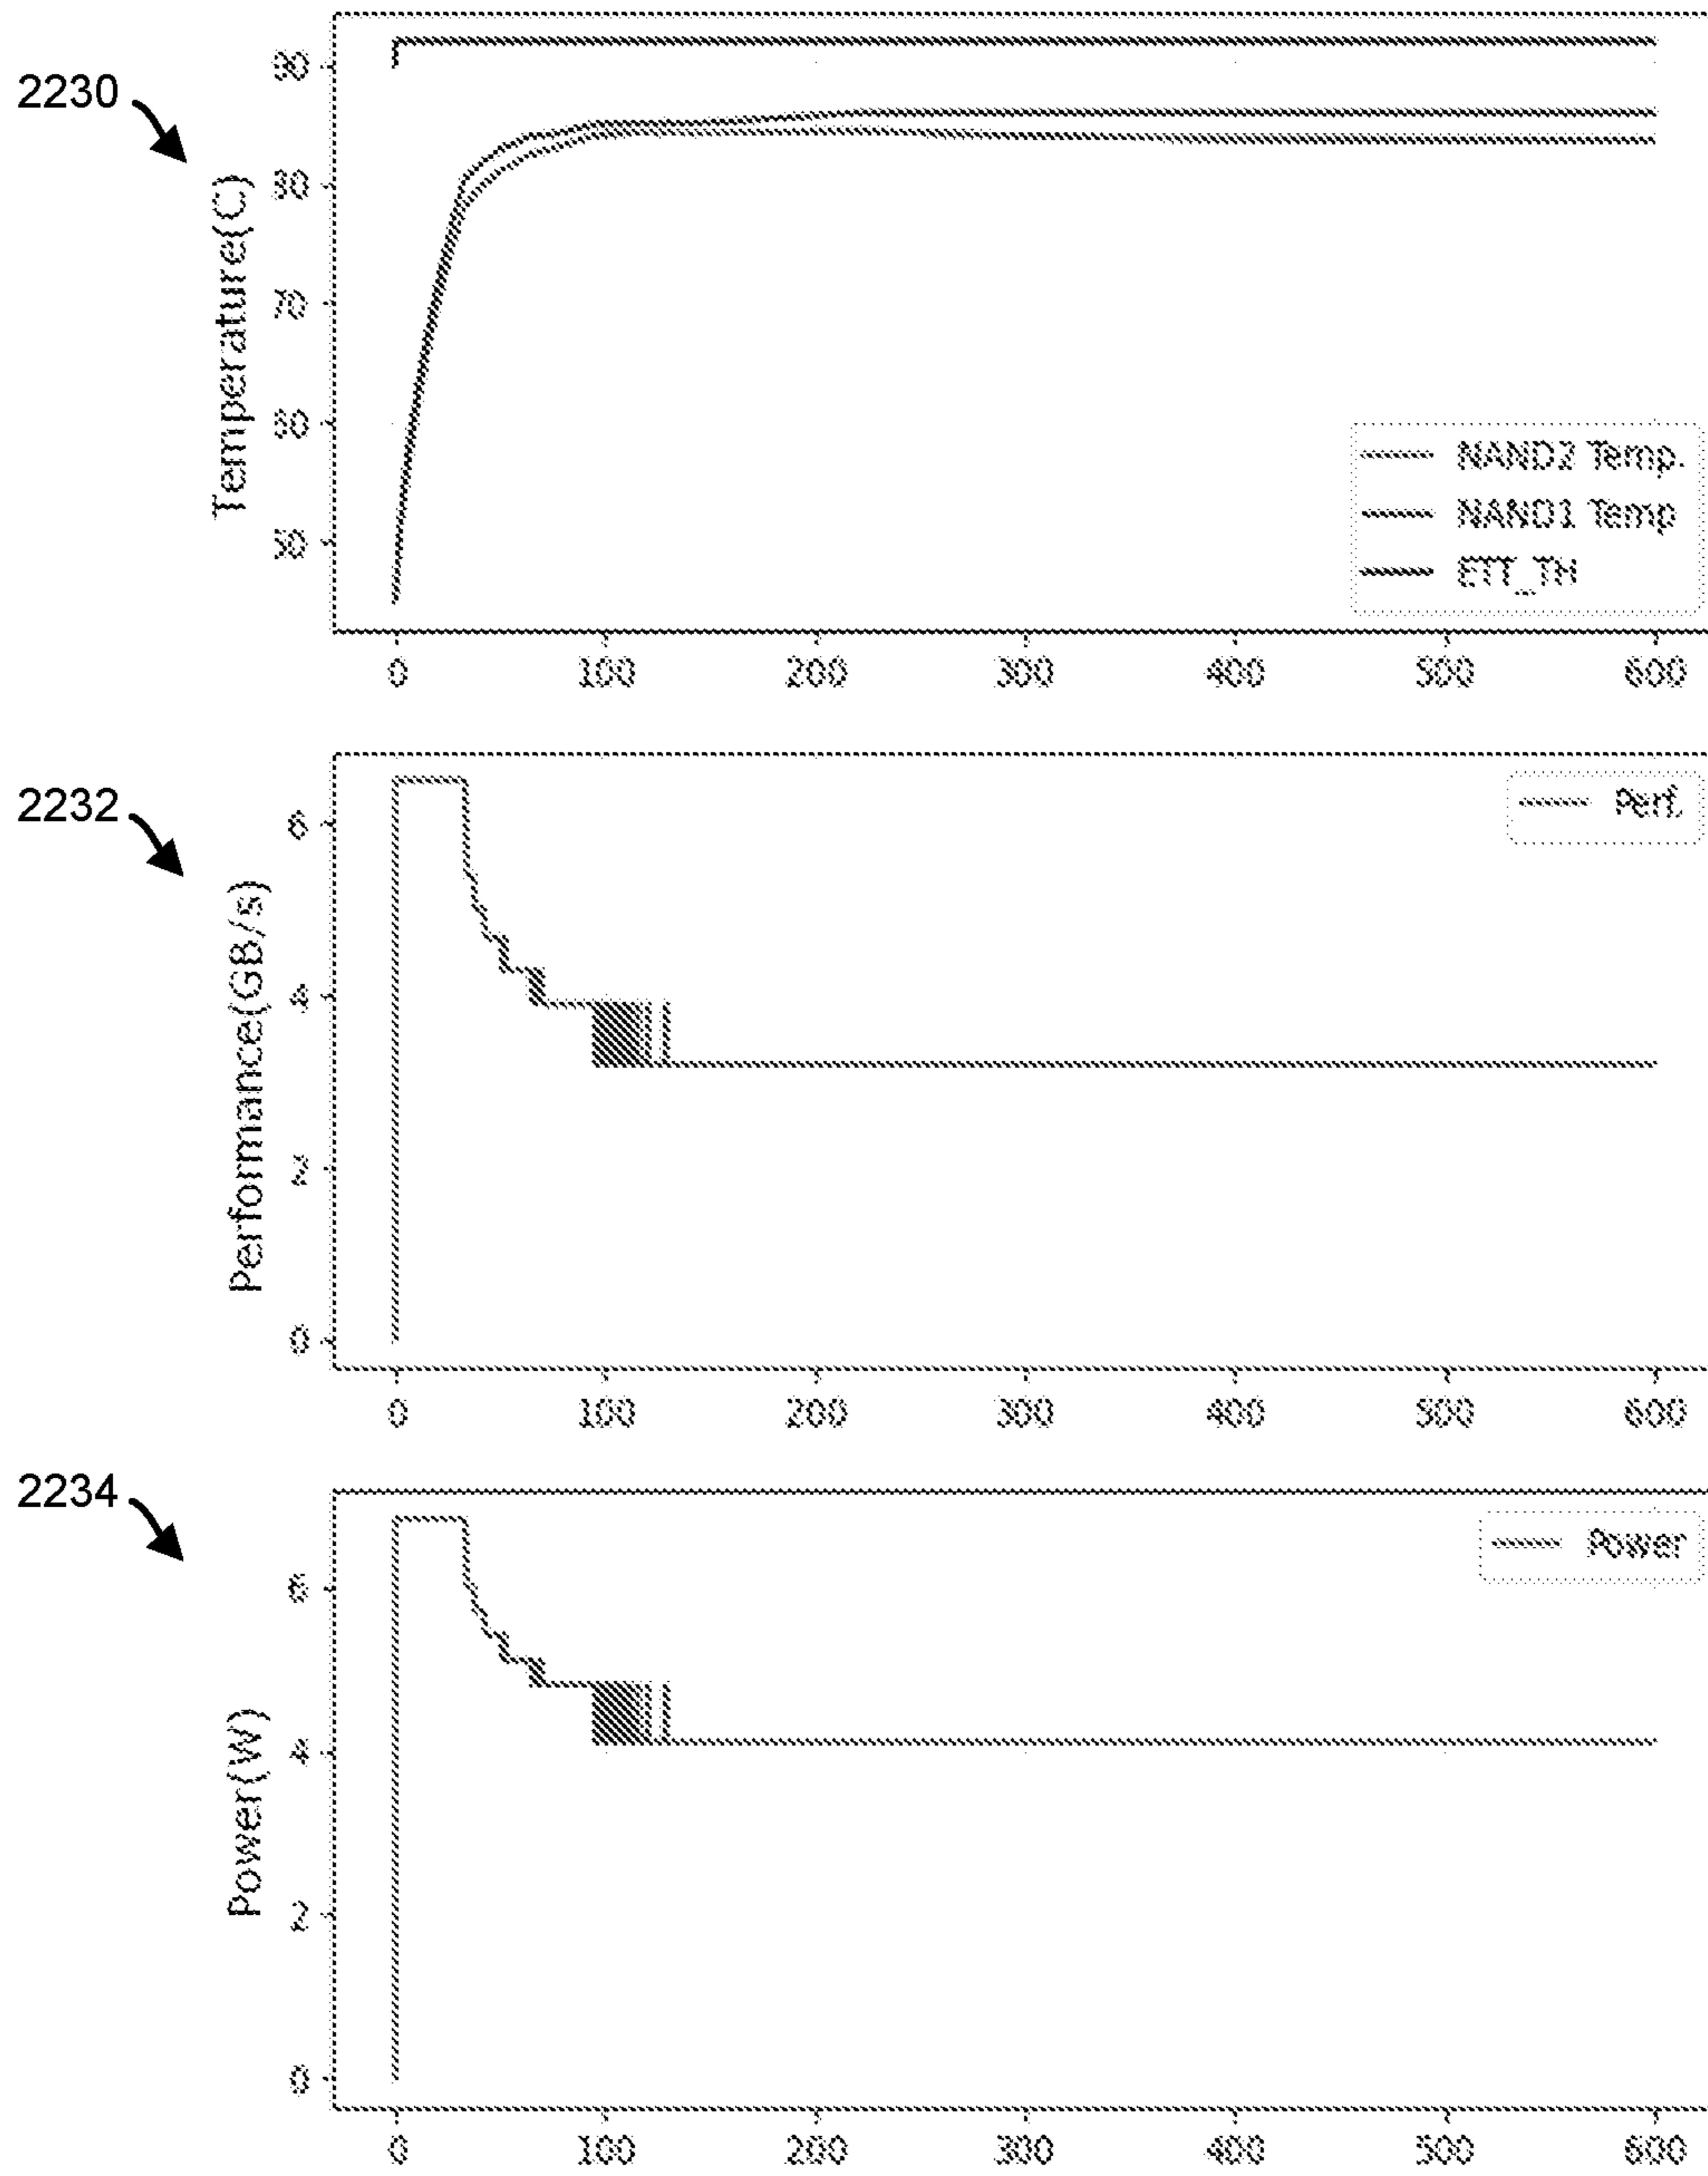 2230
Temperature(C)
90
80
70
60
50
NAND2 Temp.
NAND1 Temp
ETT_TH
0 100 200 300 400 500 600
2232
Perfomance(GB/s)
6
4
2
0
Perf.
0 100 200 300 400 500 600
2234
Power(W)
6
4
2
0
Power
0 100 200 300 400 500 600